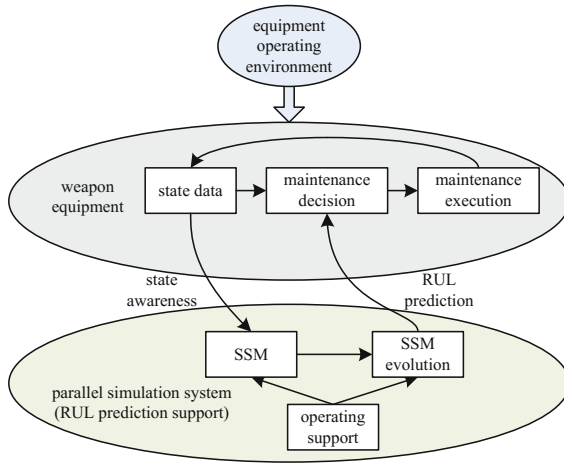 equipment
operating
environment
weapon
equipment
state data
maintenance
decision
maintenance
execution
state
awareness
RUL
prediction
SSM
SSM
evolution
parallel simulation system
(RUL prediction support)
operating
support